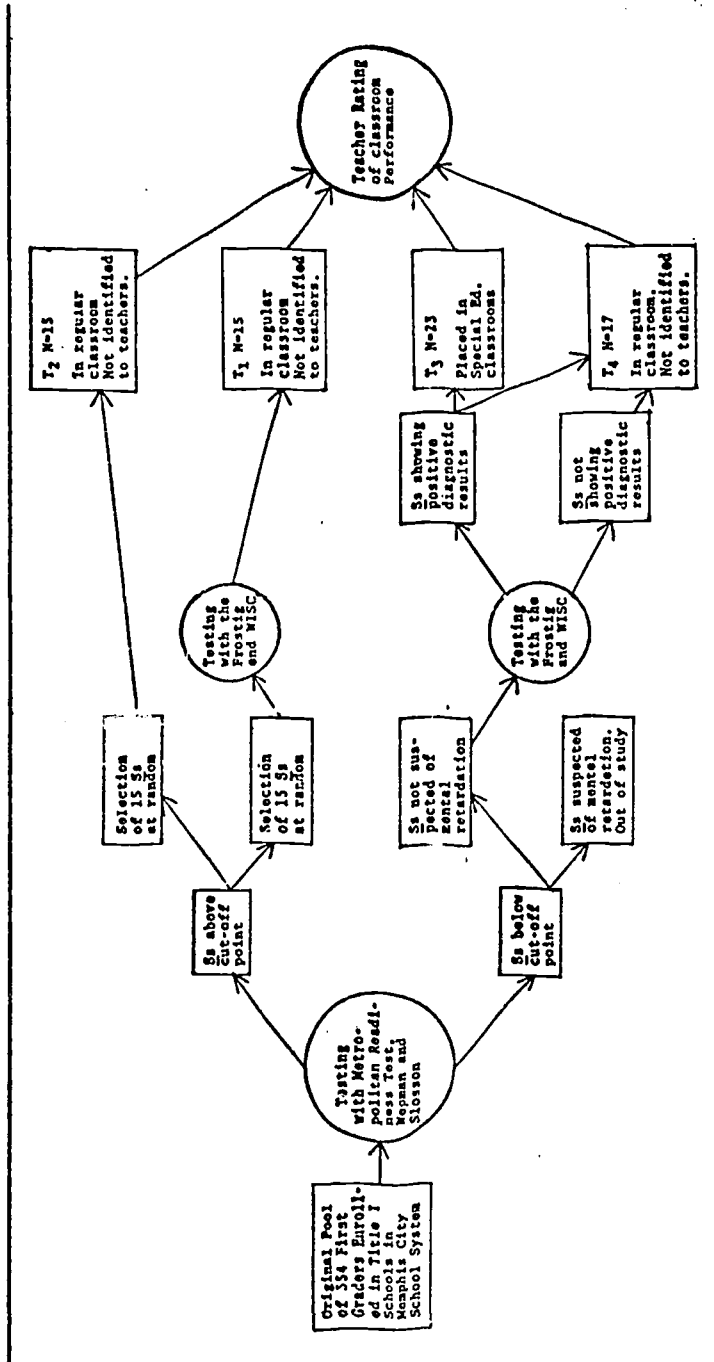 Original Pool
of 554 First
Graders Enroll-
ed in Title I
Schools in
Memphis City
School System
Testing
with Metro-
politan Readi-
ness Test,
Wepman and
Slosson
Ss above
cut-off
point
Ss below
cut-off
point
Selection
of 15 Ss
at random
Selection
of 15 Ss
at random
Ss not sus-
pected of
mental
retardation
Ss suspected
of mental
retardation.
Out of study
Testing
with the
Frostig
and WISC
Testing
with the
Frostig
and WISC
Ss showing
positive
diagnostic
results
Ss not
showing
positive
diagnostic
results
T2 N=15
In regular
classroom
Not identified
to teachers.
T1 N=15
In regular
classroom
Not identified
to teachers.
T3 N=23
Placed in
Special Ed.
classrooms
T4 N=17
In regular
classroom.
Not identified
to teachers.
Teacher Rating
of classroom
Performance